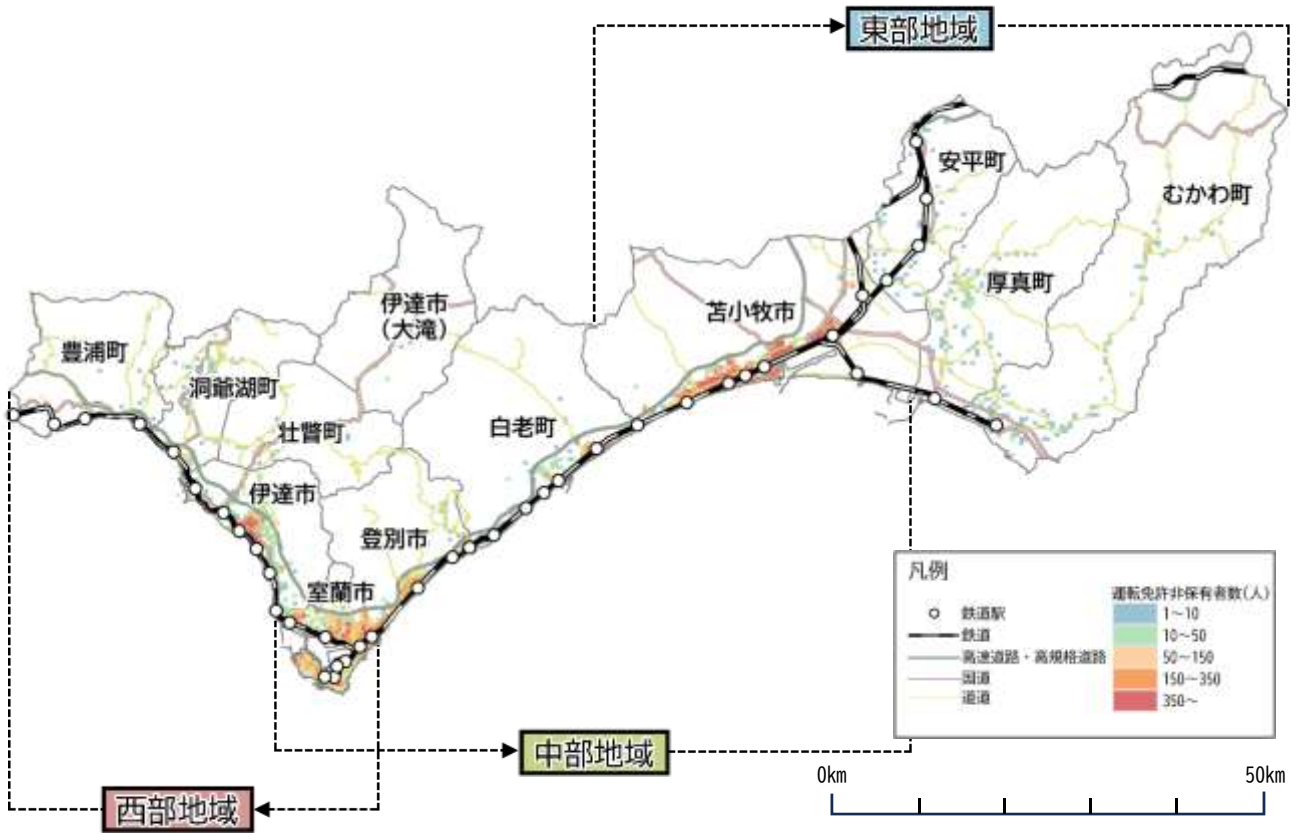 東部地域
安平町
むかわ町
厚真町
苫小牧市
伊達市
(大滝)
豊浦町
洞爺湖町
壮瞥町
白老町
伊達市
登別市
室蘭市
凡例
鉄道駅
鉄道
高速道路・高規格道路
国道
道道
運転免許非保有者数(人)
1～10
10～50
50～150
150～350
350～
中部地域
西部地域
0km
50km